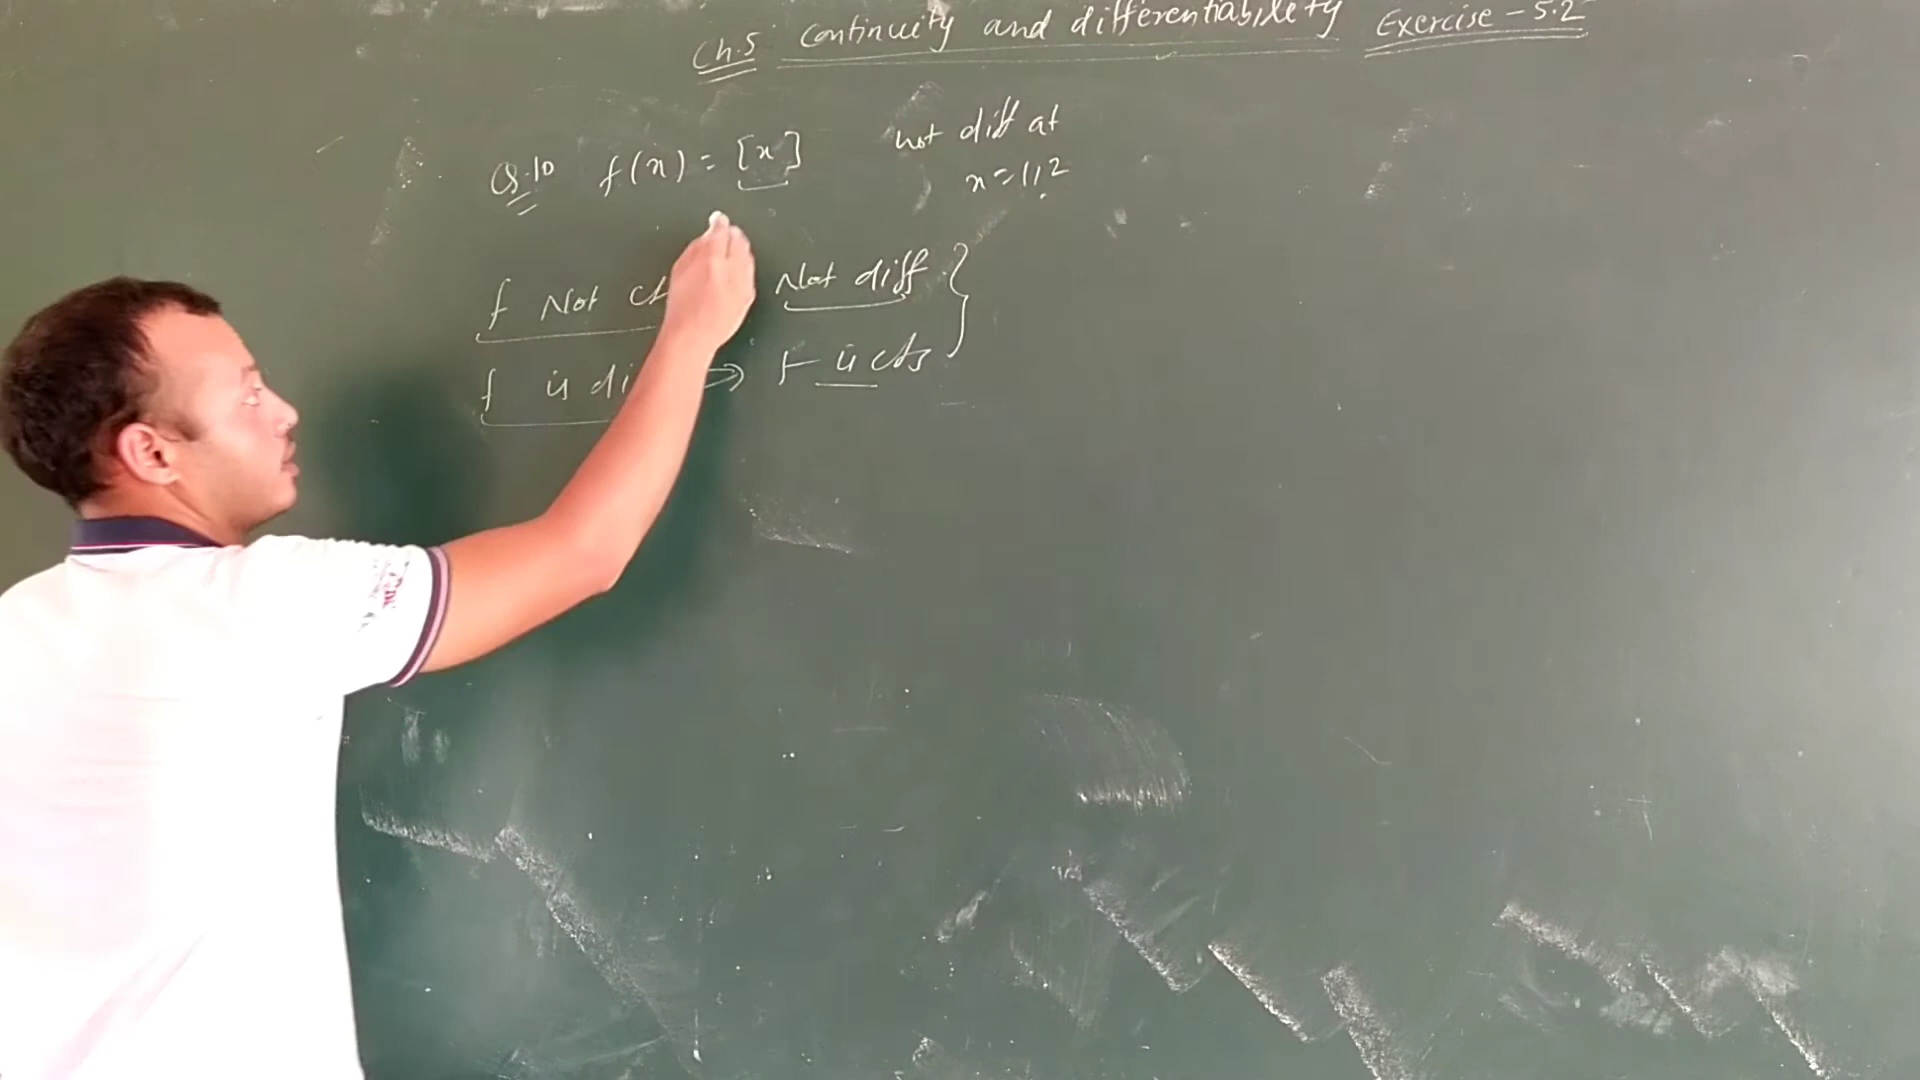 Ch.5 Continuity and differentiability Exercise - 5.2
Q.10 f(x) = [x] not diff at
x = 1, 2
f Not Not diff }
f is di ⇒ f is cts